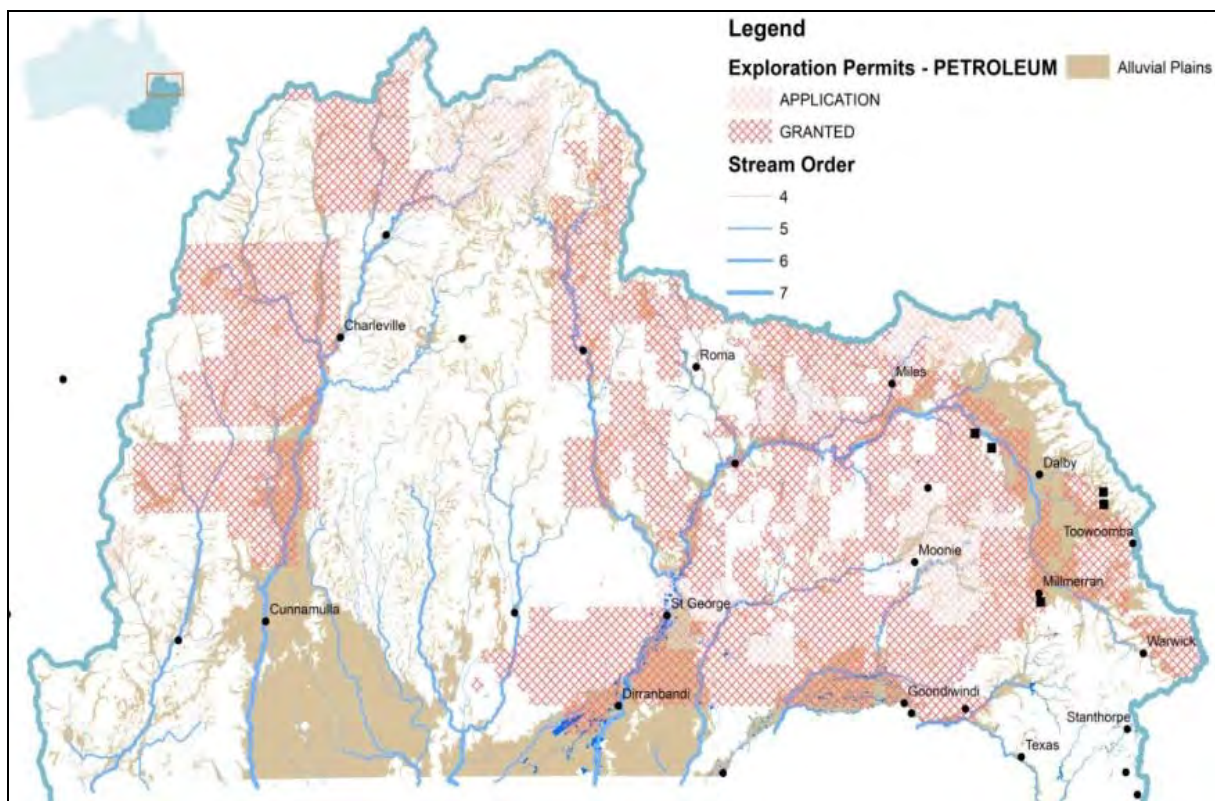 Legend
Exploration Permits - PETROLEUM
Alluvial Plains
APPLICATION
GRANTED
Stream Order
4
5
6
7
Charleville
Roma
Miles
Dalby
Toowoomba
Moonie
Millmerran
Cunnamulla
St George
Warwick
Dirranbandi
Goondiwindi
Stanthorpe
Texas